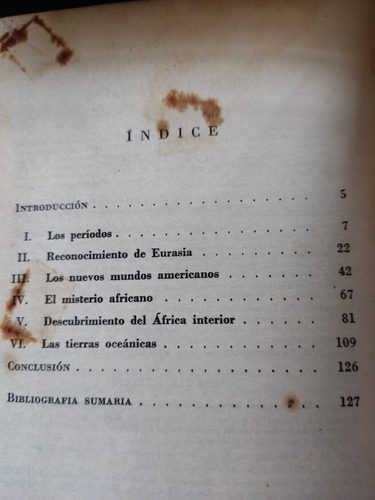 ÍNDICE
INTRODUCCIÓN . . . . . . . . . . . . . . . . . . . . 5
I. Los períodos . . . . . . . . . . . . . . . . . . 7
II. Reconocimiento de Eurasia . . . . . . . . . . . 22
III. Los nuevos mundos americanos . . . . . . . . . 42
IV. El misterio africano . . . . . . . . . . . . . . 67
V. Descubrimiento del África interior . . . . . . . 81
VI. Las tierras oceánicas . . . . . . . . . . . . . 109
CONCLUSIÓN . . . . . . . . . . . . . . . . . . . . . 126
BIBLIOGRAFIA SUMARIA . . . . . . . . . . . . . . . . 127